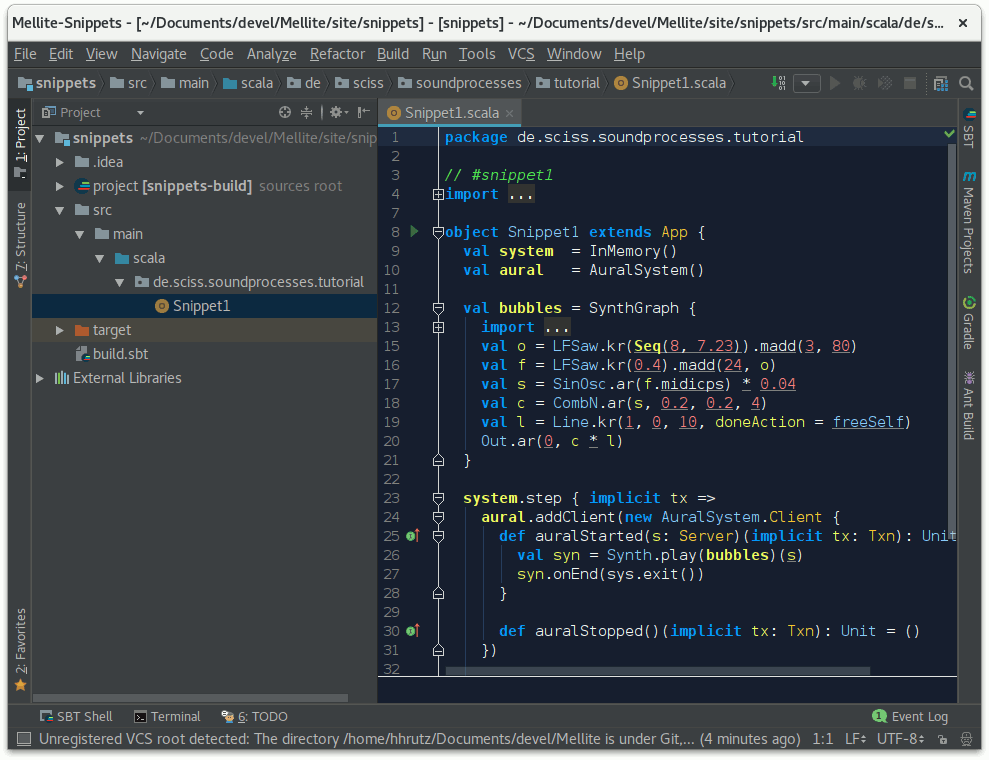 Mellite-Snippets - [~/Documents/devel/Mellite/site/snippets] - [snippets] - ~/Documents/devel/Mellite/site/snippets/src/main/scala/de/s... ×
File Edit View Navigate Code Analyze Refactor Build Run Tools VCS Window Help
snippets src main scala de sciss soundprocesses tutorial Snippet1.scala
1: Project
7: Structure
2: Favorites
Project
snippets ~/Documents/devel/Mellite/site/snip
.idea
project [snippets-build] sources root
src
main
scala
de.sciss.soundprocesses.tutorial
Snippet1
target
build.sbt
External Libraries
Snippet1.scala ×
1 package de.sciss.soundprocesses.tutorial
2
3 // #snippet1
4 import ...
7
8 object Snippet1 extends App {
9 val system = InMemory()
10 val aural = AuralSystem()
11
12 val bubbles = SynthGraph {
13 import ...
15 val o = LFSaw.kr(Seq(8, 7.23)).madd(3, 80)
16 val f = LFSaw.kr(0.4).madd(24, o)
17 val s = SinOsc.ar(f.midicps) * 0.04
18 val c = CombN.ar(s, 0.2, 0.2, 4)
19 val l = Line.kr(1, 0, 10, doneAction = freeSelf)
20 Out.ar(0, c * l)
21 }
22
23 system.step { implicit tx =>
24 aural.addClient(new AuralSystem.Client {
25 def auralStarted(s: Server)(implicit tx: Txn): Unit
26 val syn = Synth.play(bubbles)(s)
27 syn.onEnd(sys.exit())
28 }
29
30 def auralStopped()(implicit tx: Txn): Unit = ()
31 })
32
SBT
Maven Projects
Gradle
Ant Build
SBT Shell Terminal 6: TODO 1 Event Log
Unregistered VCS root detected: The directory /home/hhrutz/Documents/devel/Mellite is under Git,... (4 minutes ago) 1:1 LF UTF-8